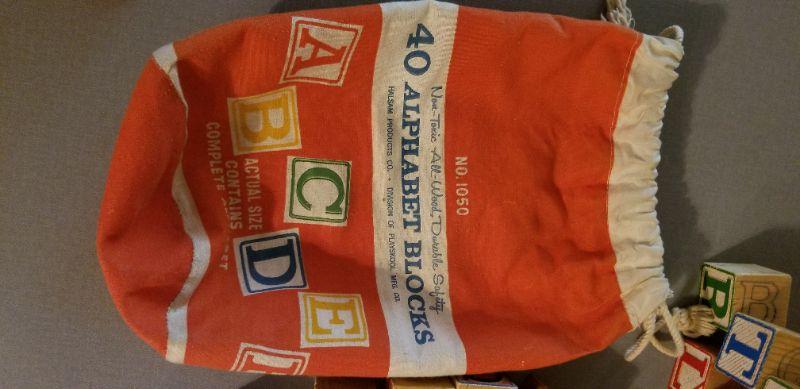 NO. 1050
Non-Toxic All-Wood, Durable Safety
40 ALPHABET BLOCKS
HALSAM PRODUCTS CO. • DIVISION OF PLAYSKOOL MFG. CO.
A
B
C
D
E
ACTUAL SIZE
CONTAINS
COMPLETE
B
T